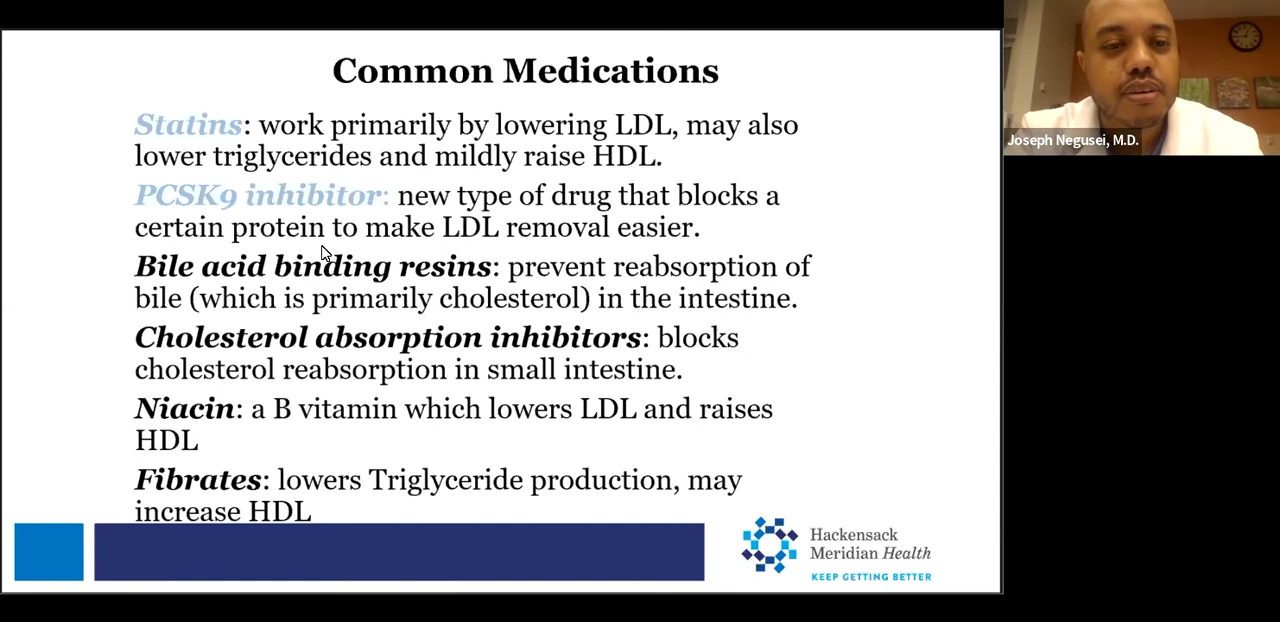 Common Medications
Statins: work primarily by lowering LDL, may also
lower triglycerides and mildly raise HDL.
PCSK9 inhibitor: new type of drug that blocks a
certain protein to make LDL removal easier.
Bile acid binding resins: prevent reabsorption of
bile (which is primarily cholesterol) in the intestine.
Cholesterol absorption inhibitors: blocks
cholesterol reabsorption in small intestine.
Niacin: a B vitamin which lowers LDL and raises
HDL
Fibrates: lowers Triglyceride production, may
increase HDL
Hackensack
Meridian Health
KEEP GETTING BETTER
Joseph Negusei, M.D.